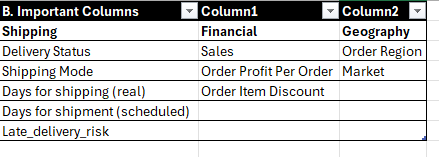 B. Important Columns Column1 Column2
Shipping Financial Geography
Delivery Status Sales Order Region
Shipping Mode Order Profit Per Order Market
Days for shipping (real) Order Item Discount
Days for shipment (scheduled)
Late_delivery_risk